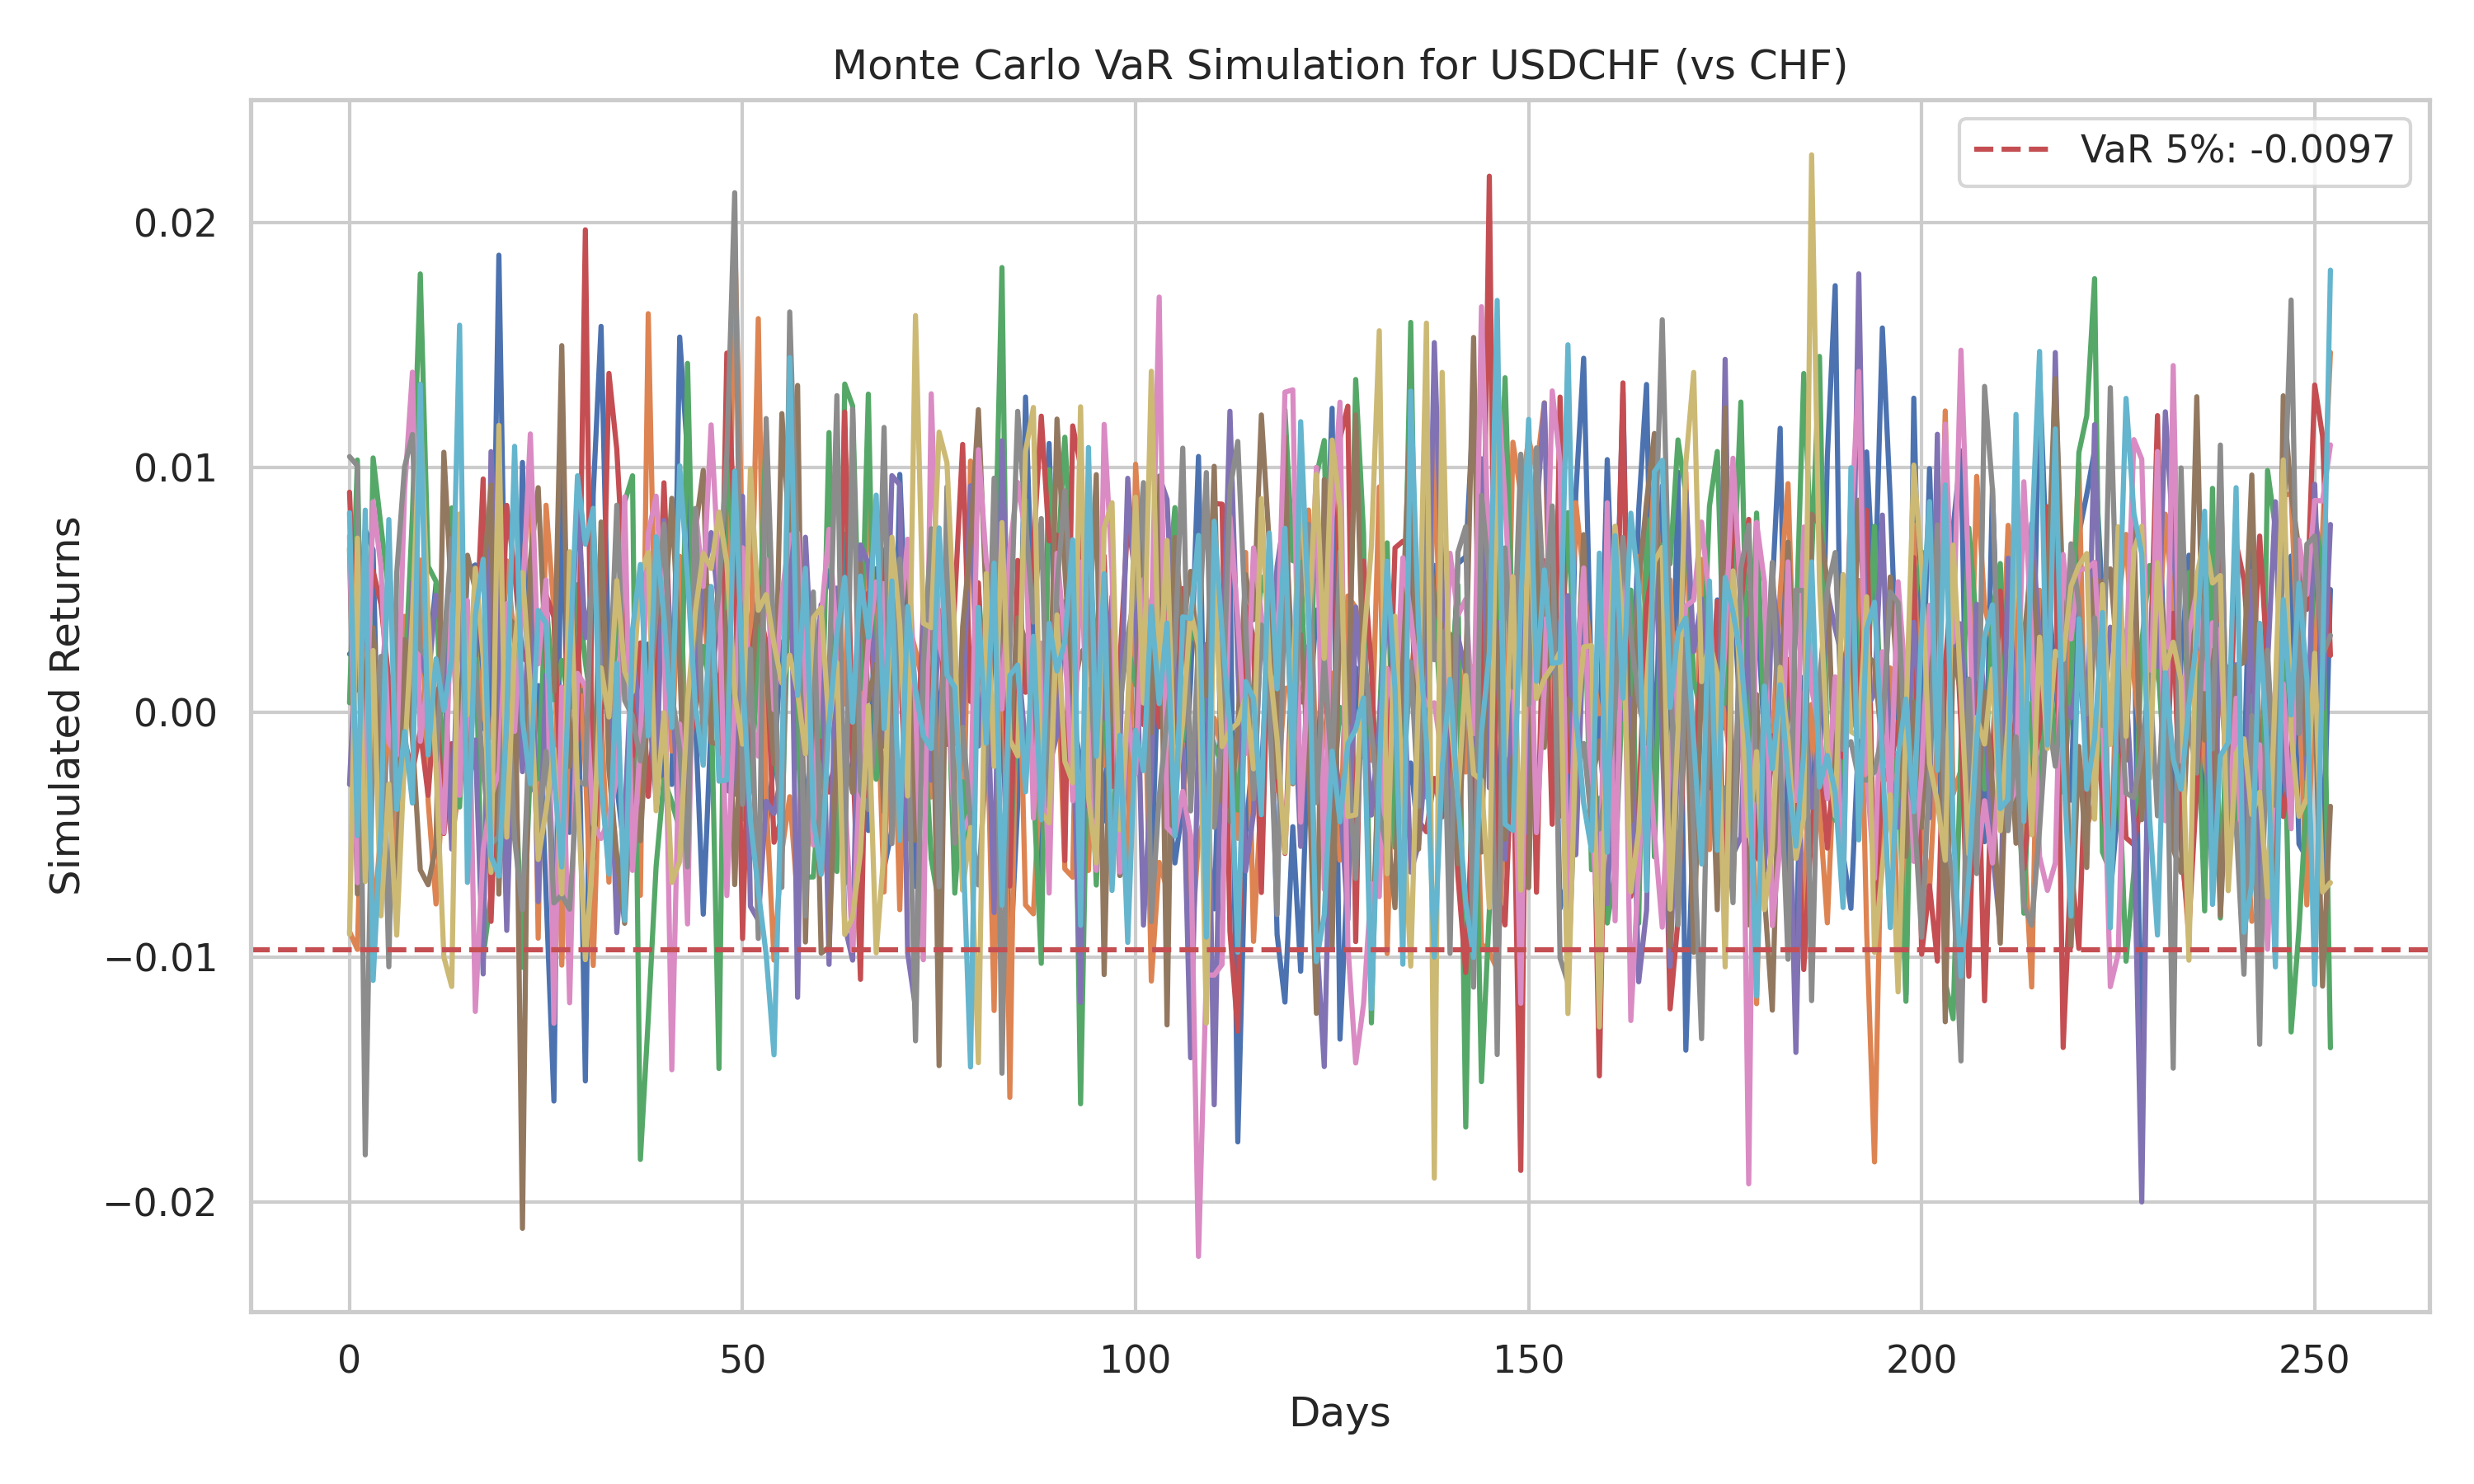 Monte Carlo VaR Simulation for USDCHF (vs CHF)
VaR 5%: -0.0097
0.02
0.01
0.00
−0.01
−0.02
Simulated Returns
0
50
100
150
200
250
Days